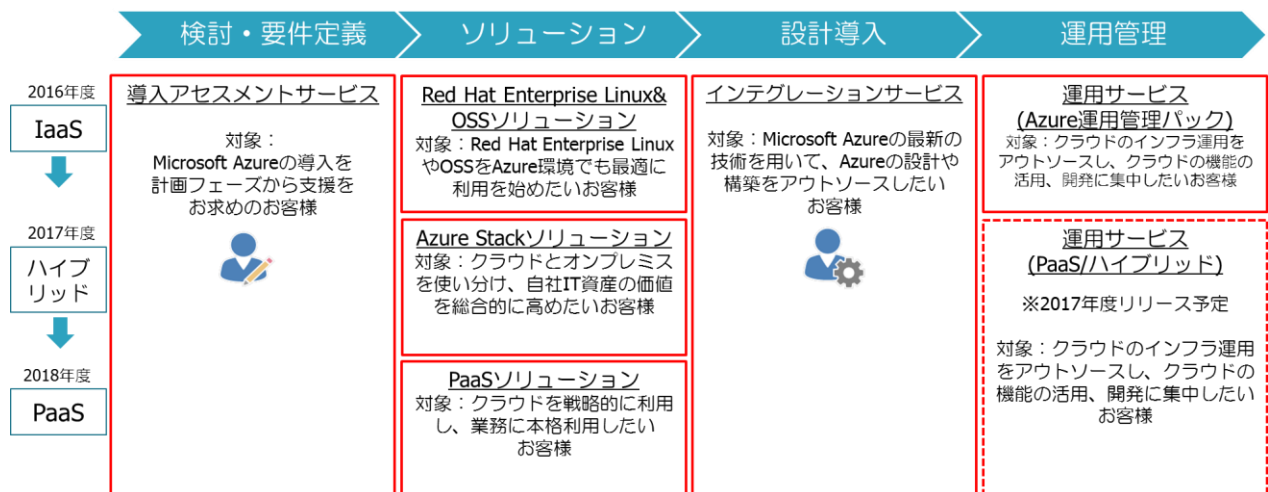 検討・要件定義
ソリューション
設計導入
運用管理
2016年度
IaaS
2017年度
ハイブ
リッド
2018年度
PaaS
導入アセスメントサービス
対象：
Microsoft Azureの導入を
計画フェーズから支援を
お求めのお客様
Red Hat Enterprise Linux&
OSSソリューション
対象：Red Hat Enterprise Linux
やOSSをAzure環境でも最適に
利用を始めたいお客様
Azure Stackソリューション
対象：クラウドとオンプレミス
を使い分け、自社IT資産の価値
を総合的に高めたいお客様
PaaSソリューション
対象：クラウドを戦略的に利用
し、業務に本格利用したい
お客様
インテグレーションサービス
対象：Microsoft Azureの最新の
技術を用いて、Azureの設計や
構築をアウトソースしたい
お客様
運用サービス
(Azure運用管理パック)
対象：クラウドのインフラ運用を
アウトソースし、クラウドの機能の
活用、開発に集中したいお客様
運用サービス
(PaaS/ハイブリッド)
※2017年度リリース予定
対象：クラウドのインフラ運用
をアウトソースし、クラウドの
機能の活用、開発に集中したい
お客様